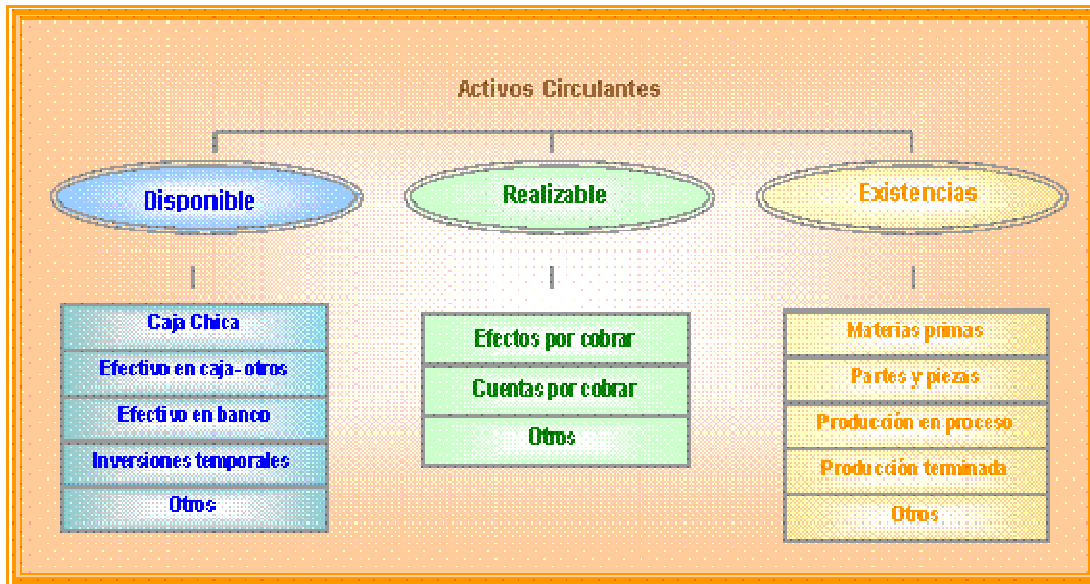 Activos Circulantes
Disponible
Realizable
Existencias
Caja Chica
Efectivo en caja- otros
Efectivo en banco
Inversiones temporales
Otros
Efectos por cobrar
Cuentas por cobrar
Otros
Materias primas
Partes y piezas
Producción en proceso
Producción terminada
Otros